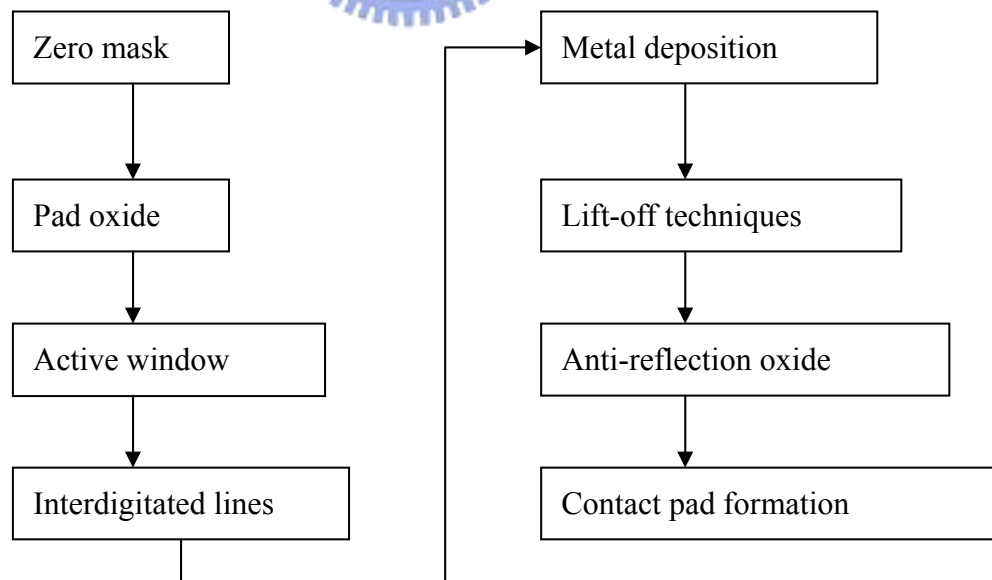 Zero mask
Pad oxide
Active window
Interdigitated lines
Metal deposition
Lift-off techniques
Anti-reflection oxide
Contact pad formation